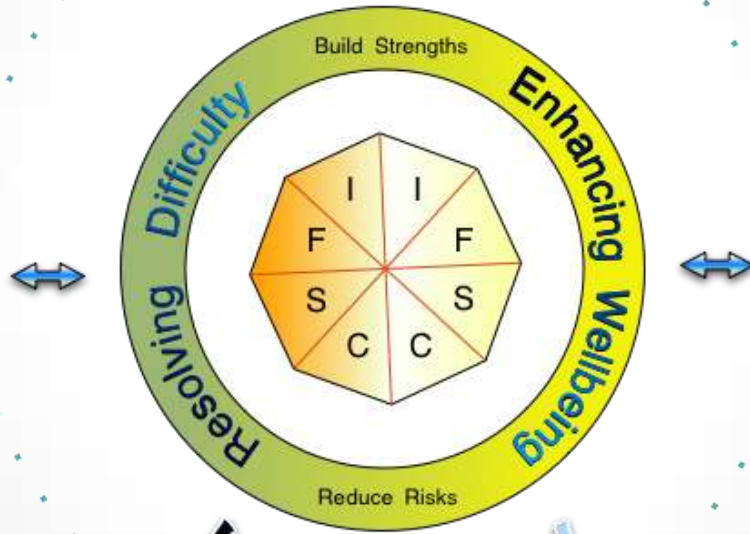 Build Strengths
Resolving Difficulty
Enhancing Wellbeing
I I
F F
S S
C C
Reduce Risks